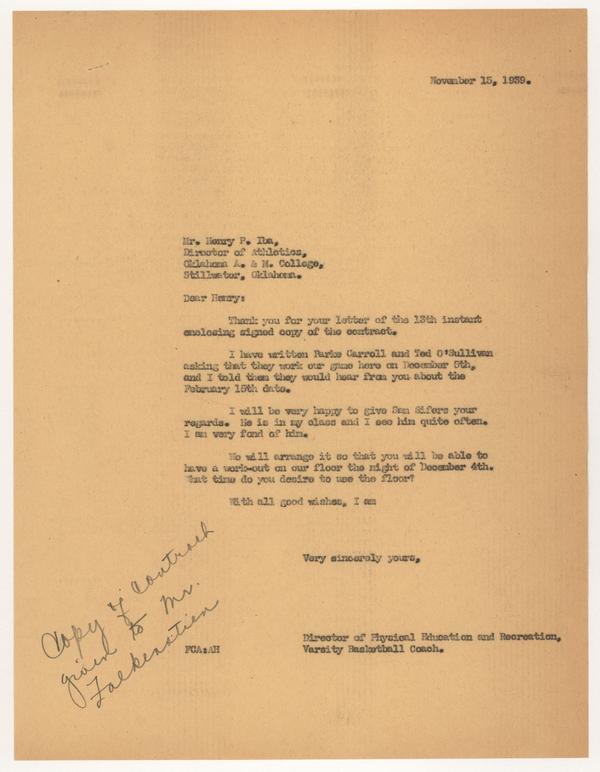 November 15, 1939.
Mr. Henry P. Iba,
Director of Athletics,
Oklahoma A. & M. College,
Stillwater, Oklahoma.
Dear Henry:
Thank you for your letter of the 13th instant
enclosing signed copy of the contract.
I have written Parke Carroll and Ted O'Sullivan
asking that they work our game here on December 5th,
and I told them they would hear from you about the
February 15th date.
I will be very happy to give Sam Sifers your
regards. He is in my class and I see him quite often.
I am very fond of him.
We will arrange it so that you will be able to
have a work-out on our floor the night of December 4th.
What time do you desire to use the floor?
With all good wishes, I am
Very sincerely yours,
Director of Physical Education and Recreation,
FCA:AH Varsity Basketball Coach.
Copy of Contract
given to Mr.
Falkenstien